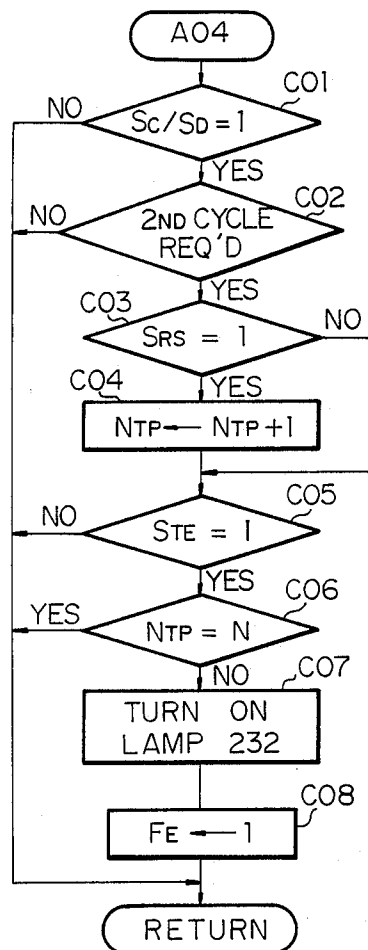 A04
C01
NO
Sc/SD = 1
YES
C02
NO
2ND CYCLE
REQ'D
YES
C03
SRS = 1
NO
C04
YES
NTP ← NTP+1
C05
NO
STE = 1
YES
C06
YES
NTP = N
NO
C07
TURN ON
LAMP 232
C08
FE ← 1
RETURN